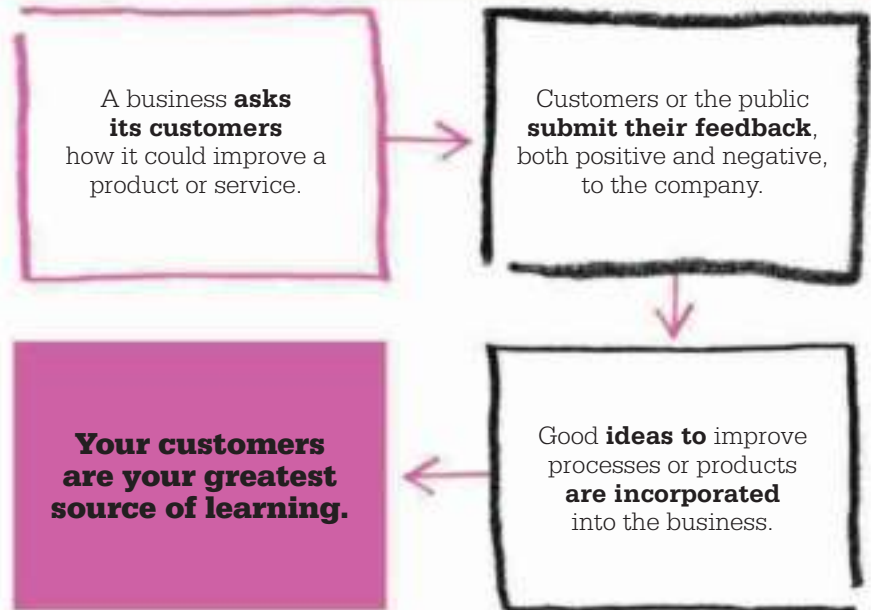 A business asks
its customers
how it could improve a
product or service.
Customers or the public
submit their feedback,
both positive and negative,
to the company.
Good ideas to improve
processes or products
are incorporated
into the business.
Your customers
are your greatest
source of learning.